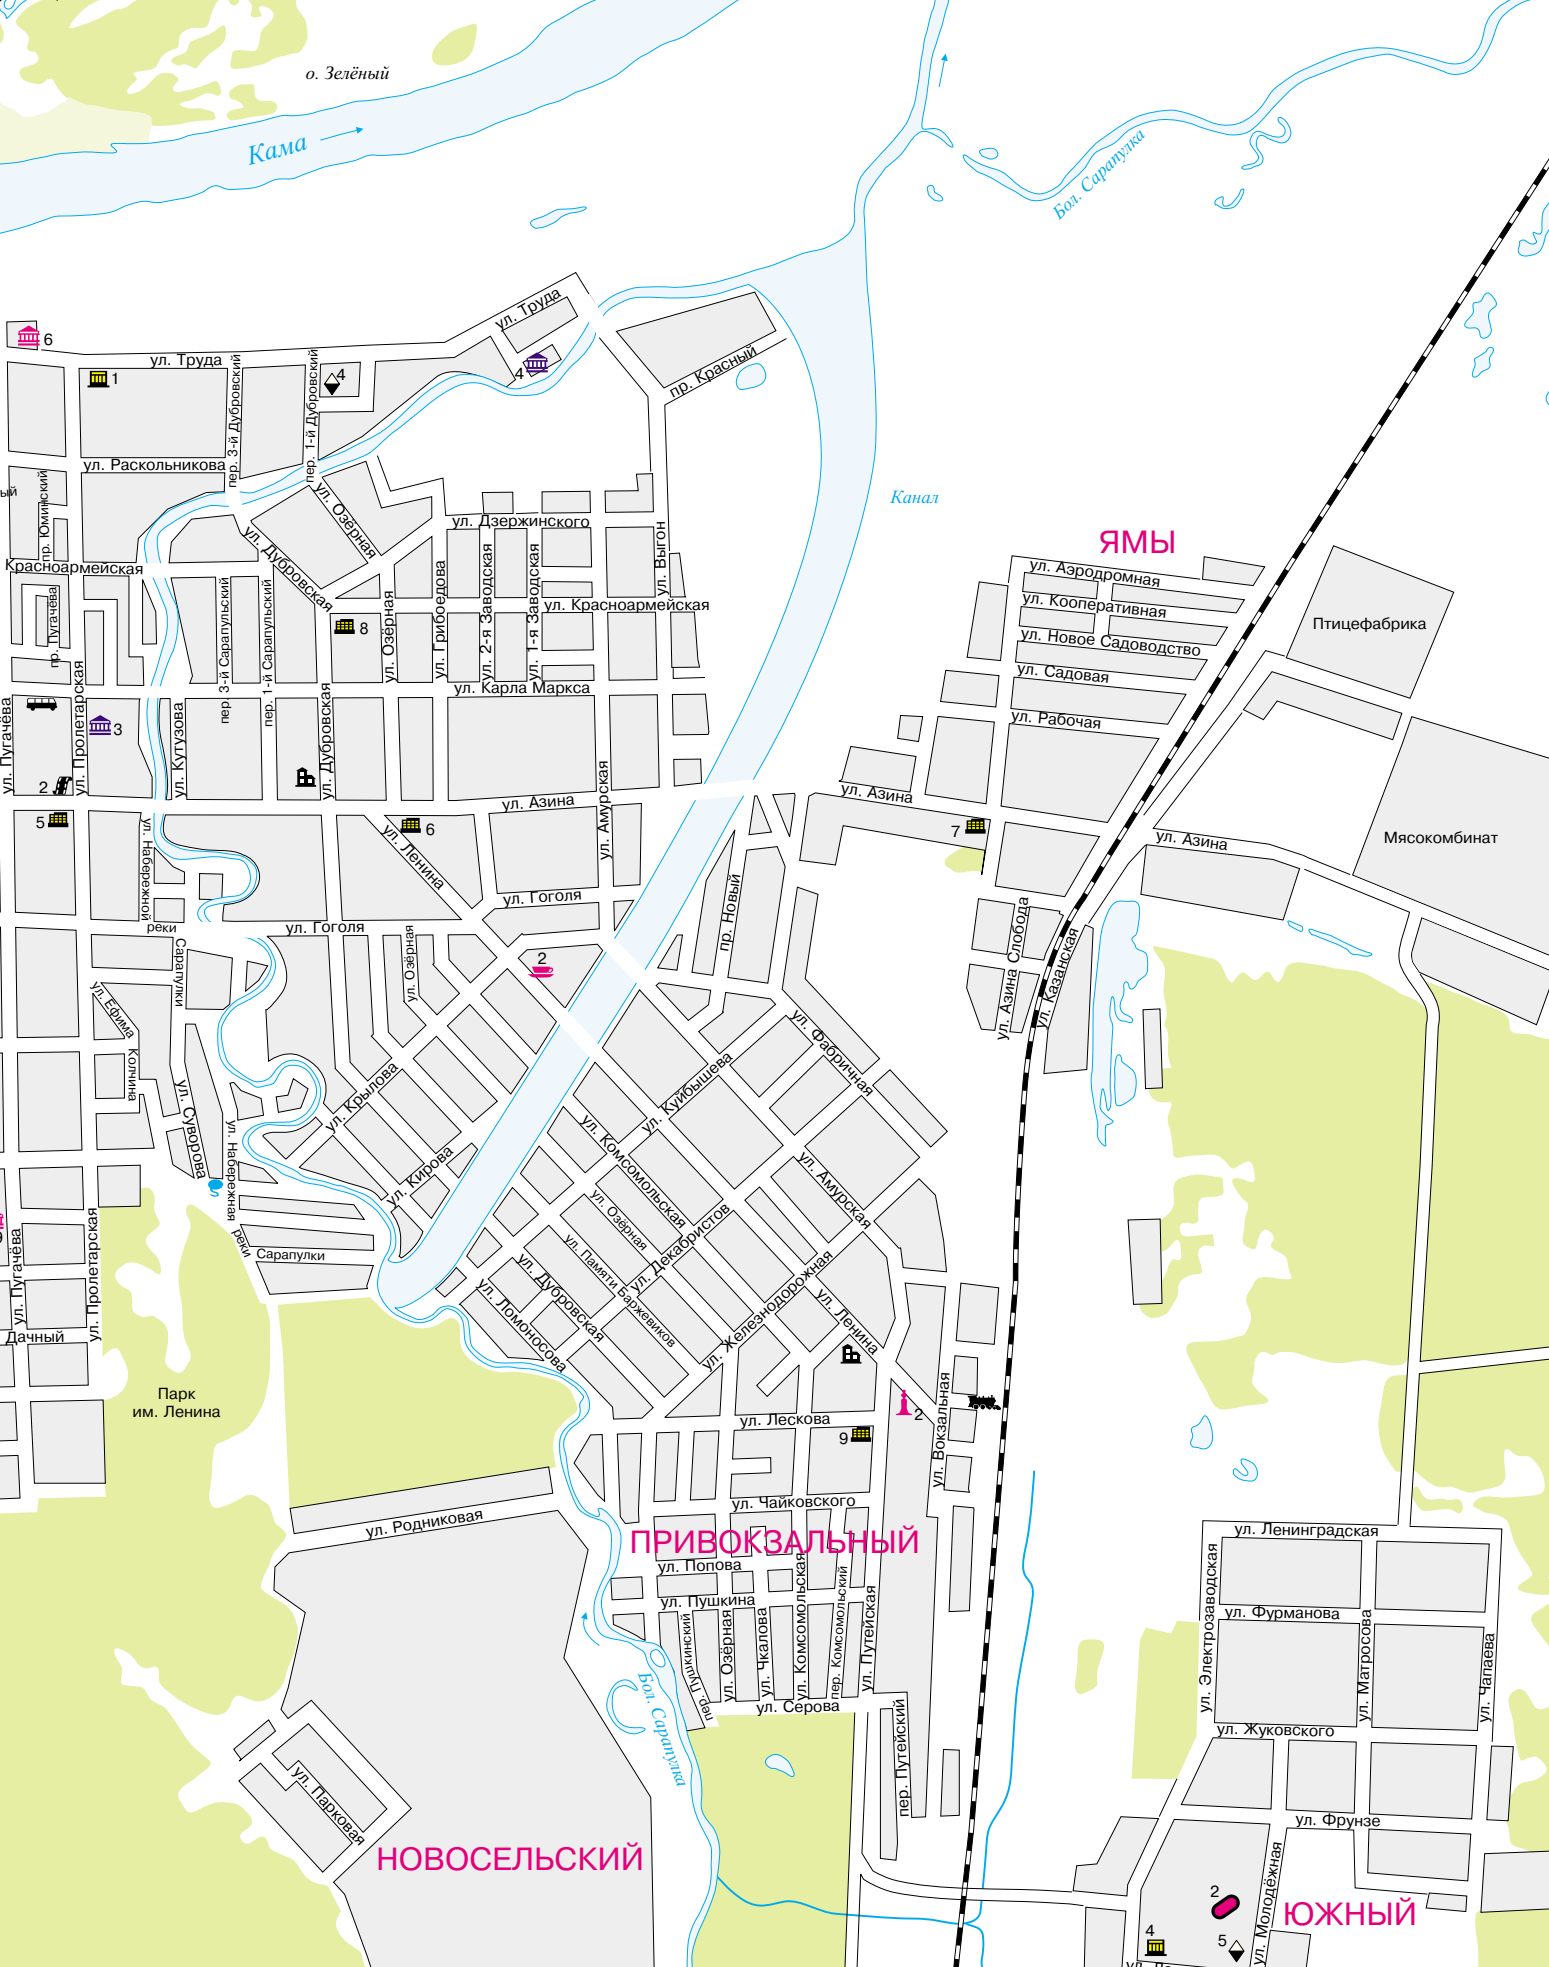 о. Зелёный
Кама
Бол. Сарапулка
ул. Труда
6
ул. Труда
4
4
1
пр. Красный
пер. 3-й Дубровский
пер. 1-й Дубровский
ул. Раскольникова
ый
пр. Юминский
ул. Озёрная
Канал
ул. Дзержинского
ул. Дубровская
ул. Выгон
ЯМЫ
Красноармейская
ул. Аэродромная
ул. Кооперативная
ул. Новое Садоводство
ул. Садовая
ул. Рабочая
Птицефабрика
пр. Пугачёва
пер. 3-й Сарапульский
пер. 1-й Сарапульский
8
ул. Озёрная
ул. Грибоедова
ул. 2-я Заводская
ул. 1-я Заводская
ул. Красноармейская
ул. Карла Маркса
ул. Пугачёва
ул. Пролетарская
3
2
ул. Кутузова
ул. Дубровская
ул. Азина
ул. Амурская
ул. Азина
7
ул. Азина
Мясокомбинат
5
6
ул. Ленина
ул. Набережной
реки
Сарапулки
ул. Гоголя
ул. Гоголя
ул. Озёрная
2
пр. Новый
ул. Азина Слобода
ул. Казанская
ул. Ефима
Колчина
ул. Суворова
ул. Крылова
ул. Кирова
ул. Куйбышева
ул. Фабричная
ул. Комсомольская
ул. Амурская
ул. Набережная
реки
Сарапулки
ул. Озёрная
ул. Памяти Баржевиков
ул. Декабристов
ул. Дубровская
ул. Ломоносова
ул. Железнодорожная
ул. Ленина
ул. Пугачёва
ул. Пролетарская
Дачный
Парк
им. Ленина
2
ул. Лескова
9
ул. Вокзальная
ул. Чайковского
ПРИВОКЗАЛЬНЫЙ
ул. Родниковая
ул. Попова
ул. Пушкина
пер. Пушкинский
ул. Озёрная
ул. Чкалова
ул. Комсомольская
пер. Комсомольский
ул. Путейская
ул. Серова
пер. Путейский
Бол. Сарапулка
ул. Парковая
НОВОСЕЛЬСКИЙ
ул. Ленинградская
ул. Электрозаводская
ул. Фурманова
ул. Матросова
ул. Чапаева
ул. Жуковского
ул. Фрунзе
ул. Молодёжная
ЮЖНЫЙ
2
4
5